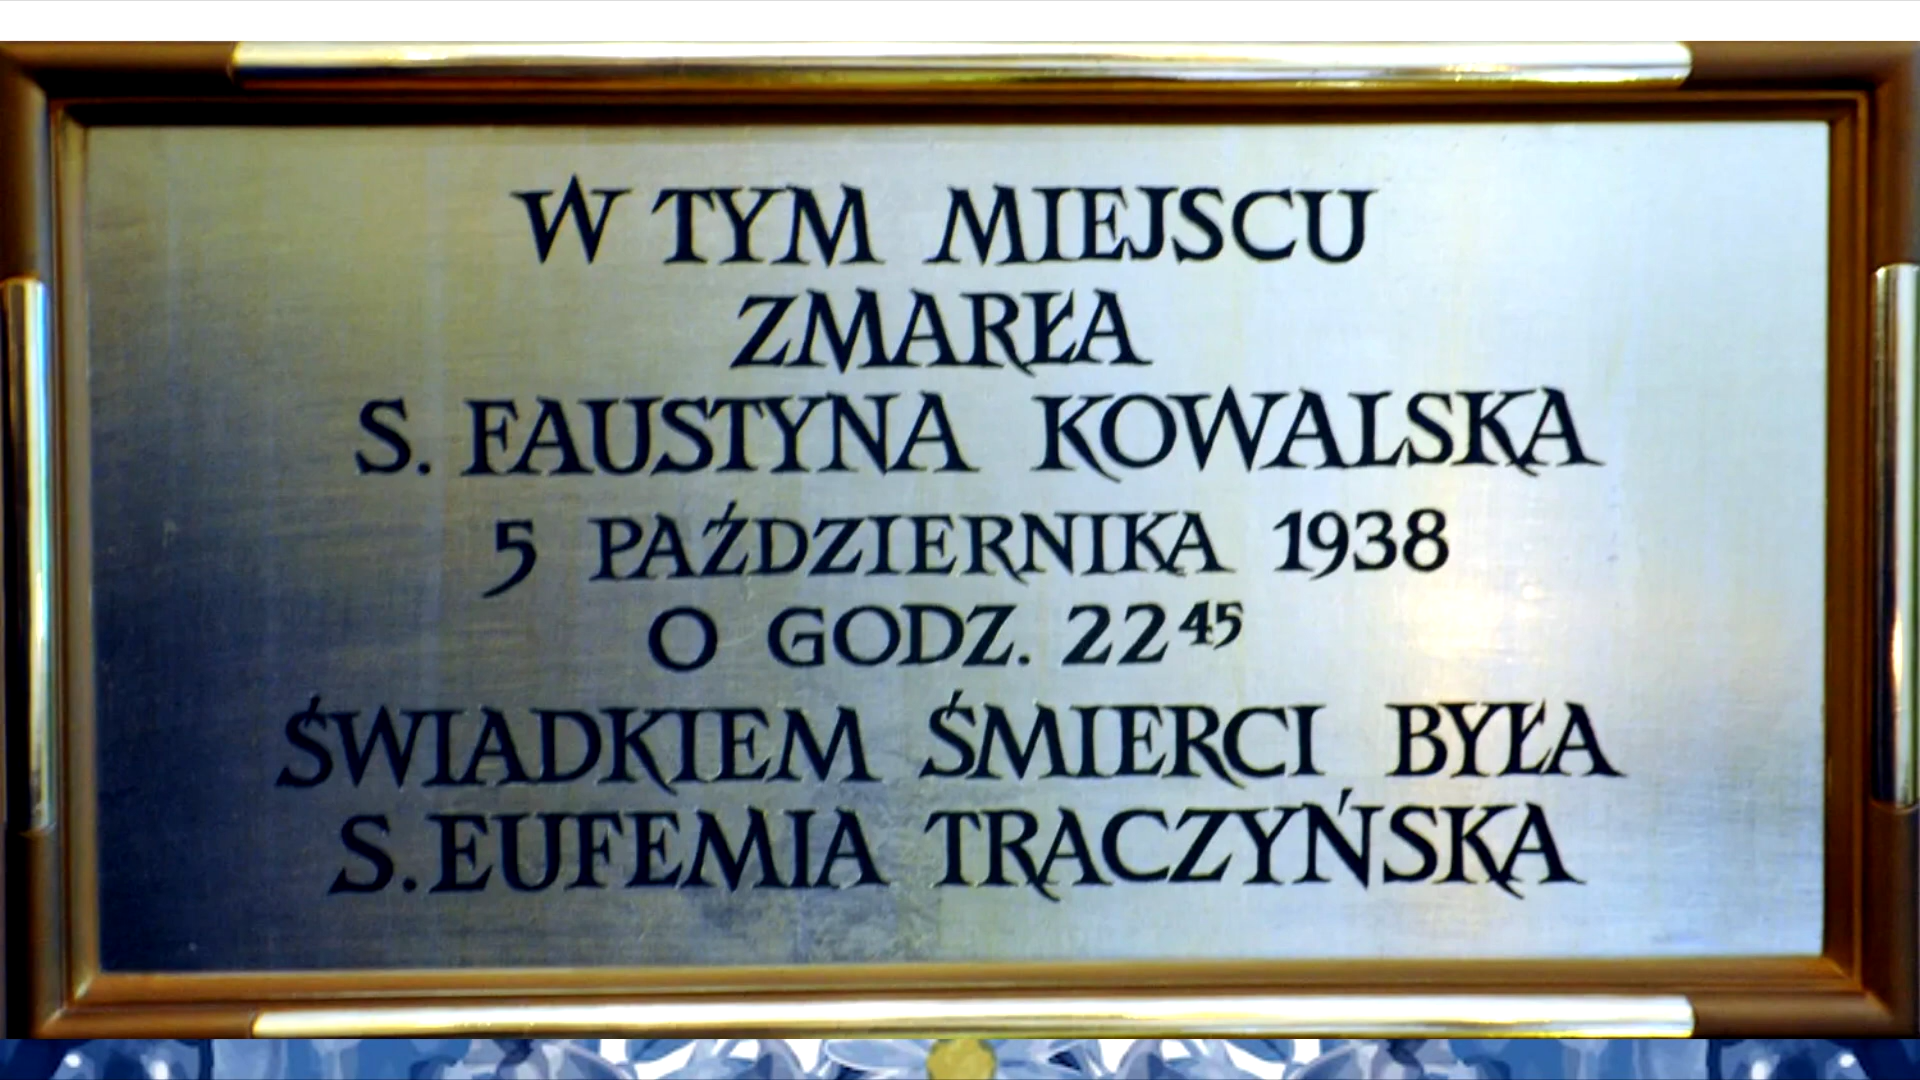 W TYM MIEJSCU
ZMARŁA
S. FAUSTYNA KOWALSKA
5 PAŹDZIERNIKA 1938
O GODZ. 22⁴⁵
ŚWIADKIEM ŚMIERCI BYŁA
S. EUFEMIA TRACZYŃSKA